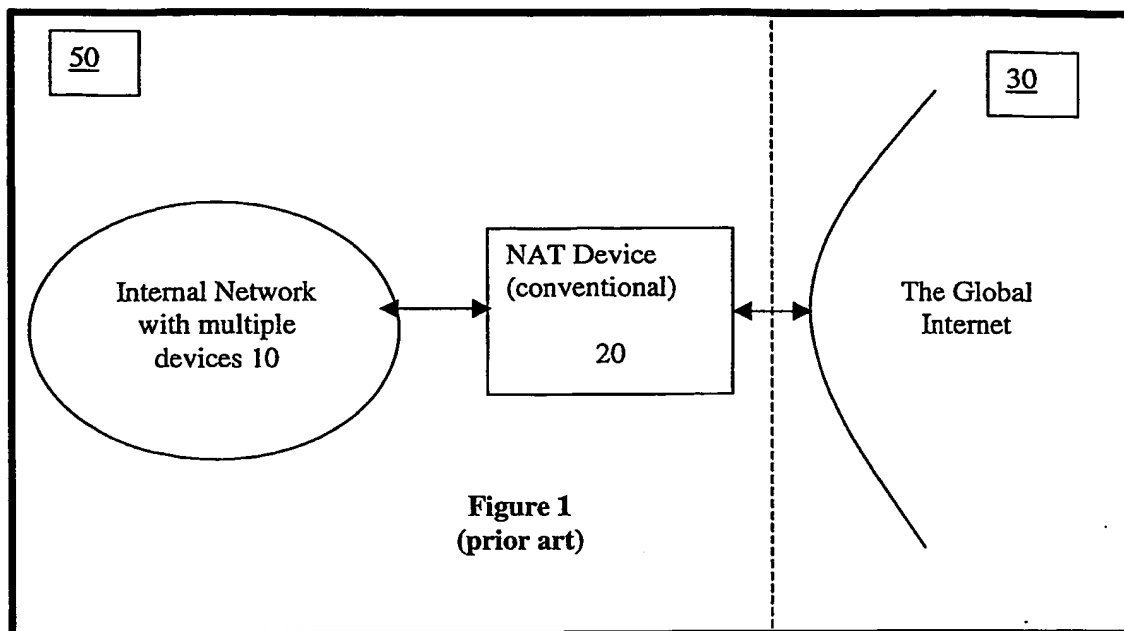 50
30
Internal Network
with multiple
devices 10
NAT Device
(conventional)
20
The Global
Internet
Figure 1
(prior art)